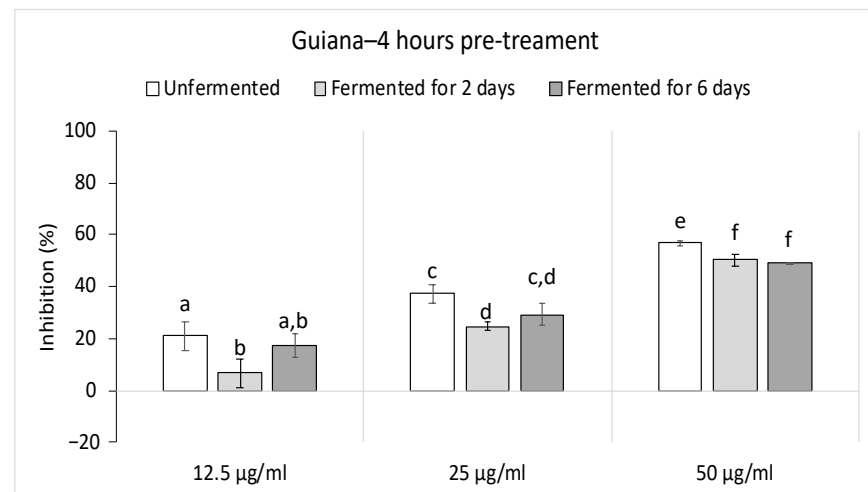 Guiana–4 hours pre-treament
Unfermented Fermented for 2 days Fermented for 6 days
Inhibition (%)
100
80
60
40
20
0
−20
a
b
a,b
c
d
c,d
e
f
f
12.5 µg/ml 25 µg/ml 50 µg/ml